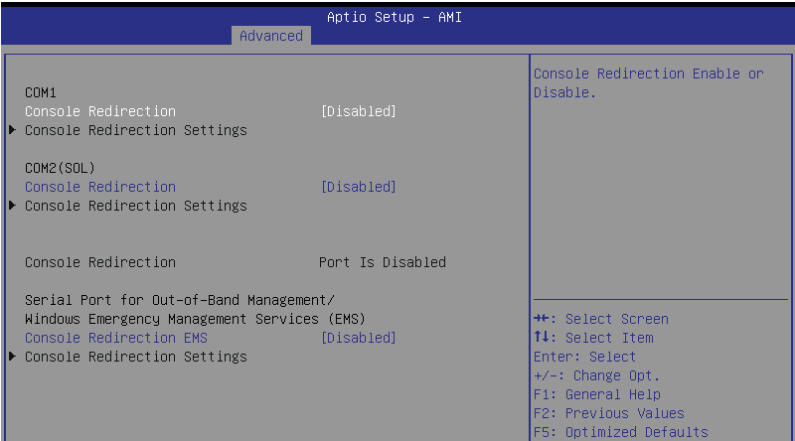 Aptio Setup - AMI
Advanced
COM1
Console Redirection [Disabled]
Console Redirection Settings
COM2(SOL)
Console Redirection [Disabled]
Console Redirection Settings
Console Redirection Port Is Disabled
Serial Port for Out-of-Band Management/
Windows Emergency Management Services (EMS)
Console Redirection EMS [Disabled]
Console Redirection Settings
Console Redirection Enable or
Disable.
→←: Select Screen
↑↓: Select Item
Enter: Select
+/-: Change Opt.
F1: General Help
F2: Previous Values
F5: Optimized Defaults